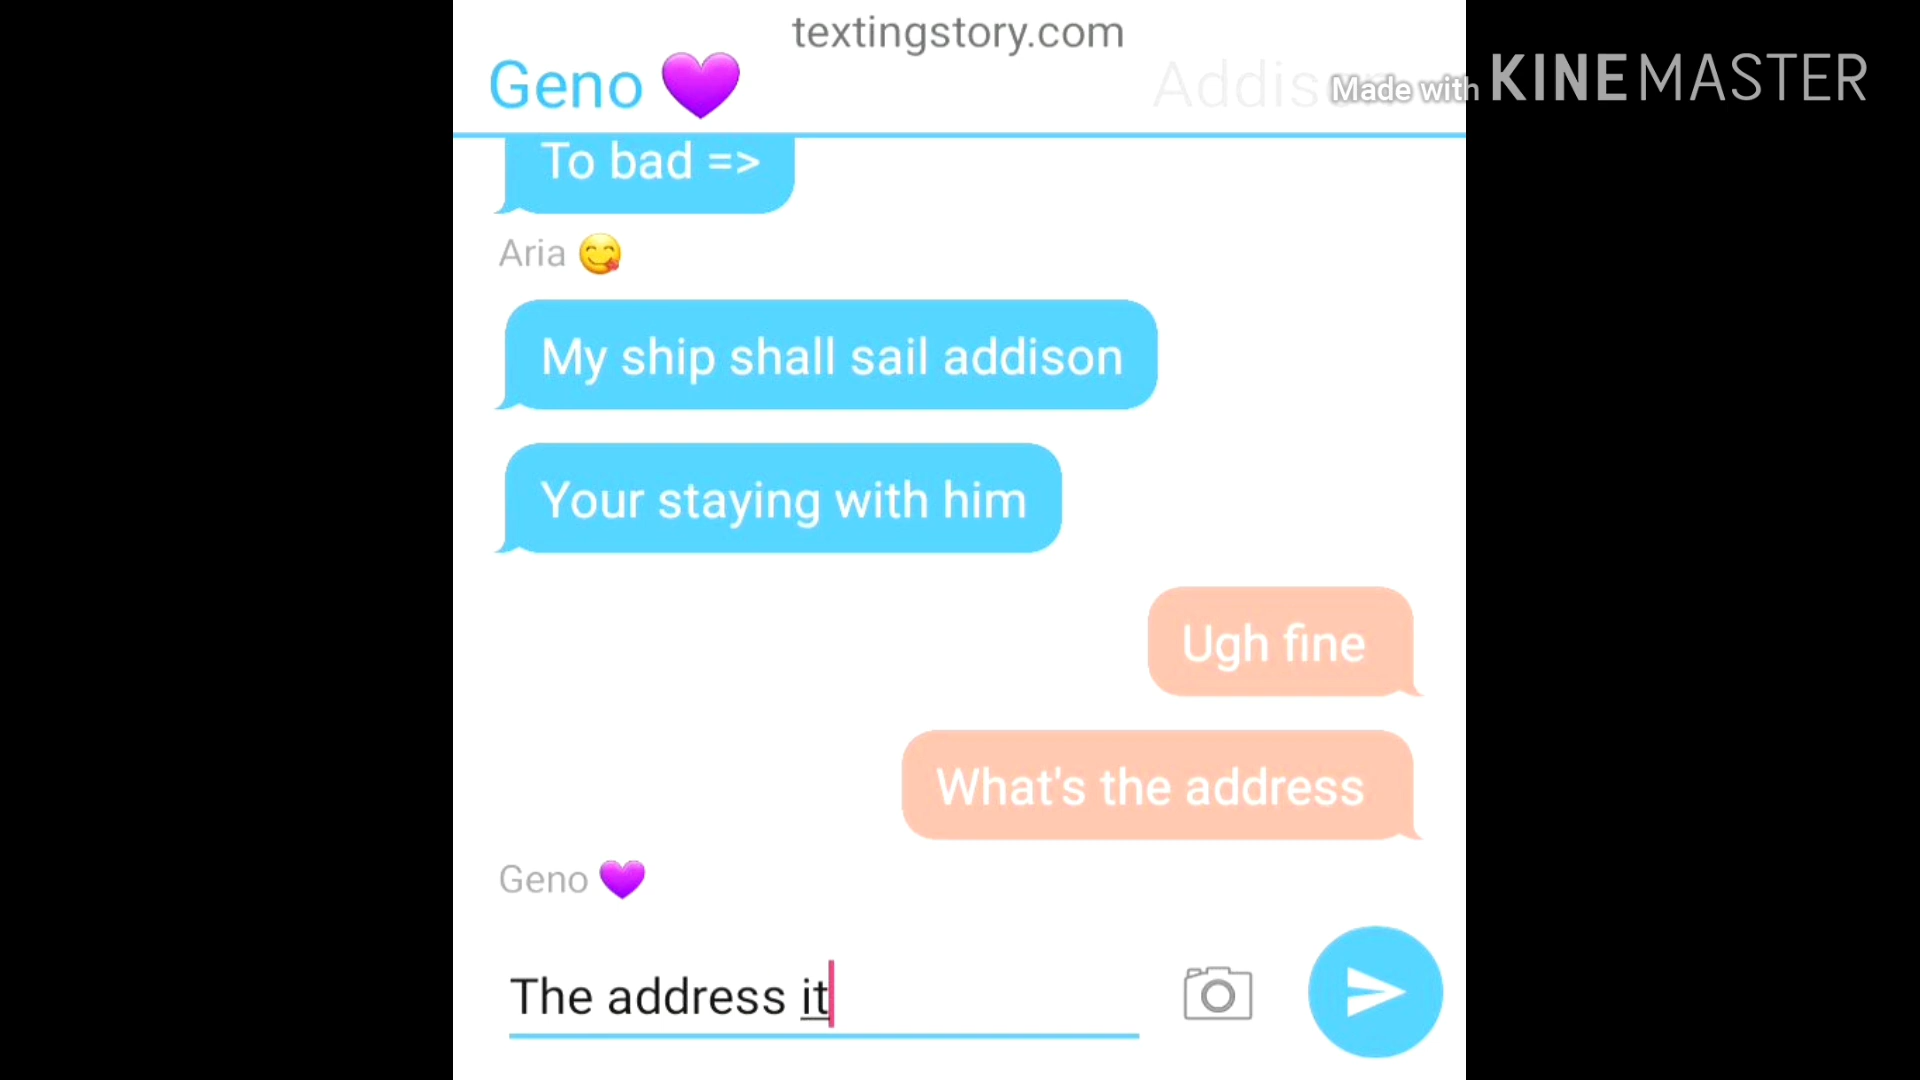 textingstory.com
Geno 💜 Addison
Made with KINEMASTER
To bad =>
Aria 😋
My ship shall sail addison
Your staying with him
Ugh fine
What's the address
Geno 💜
The address it